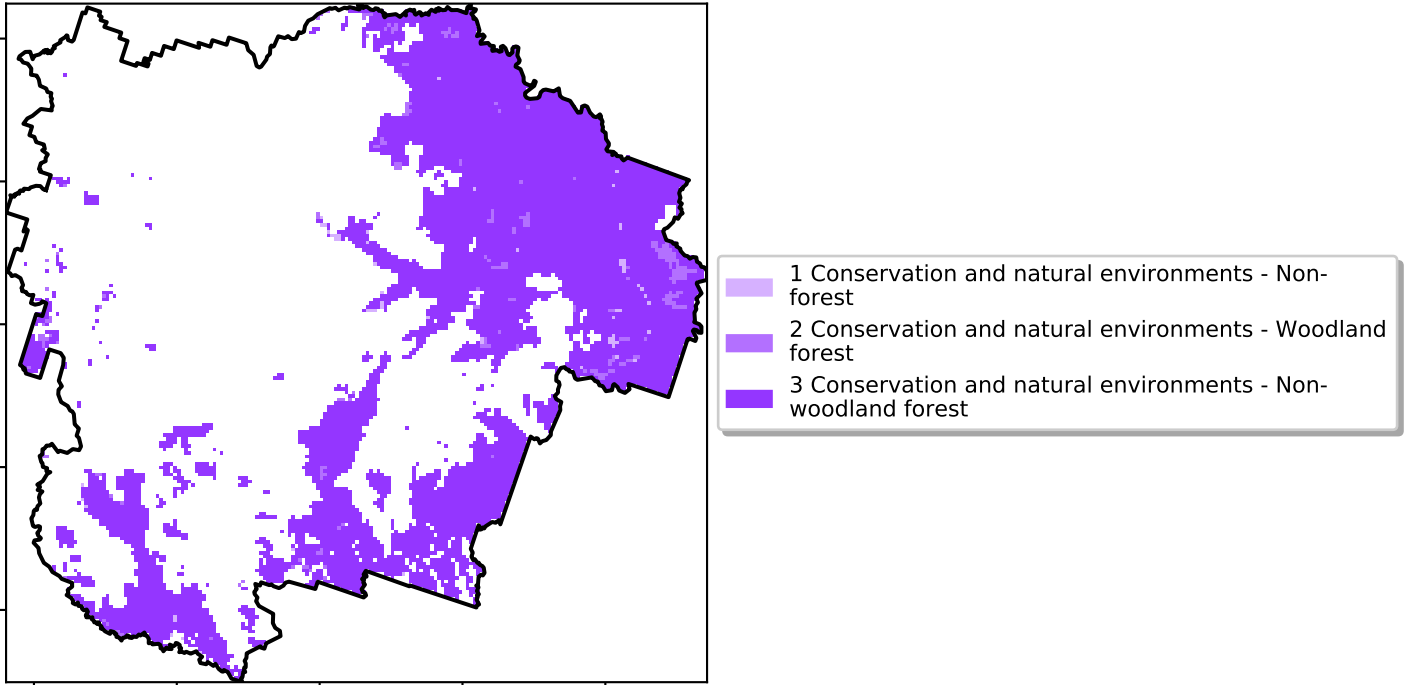 1 Conservation and natural environments - Non-
forest
2 Conservation and natural environments - Woodland
forest
3 Conservation and natural environments - Non-
woodland forest